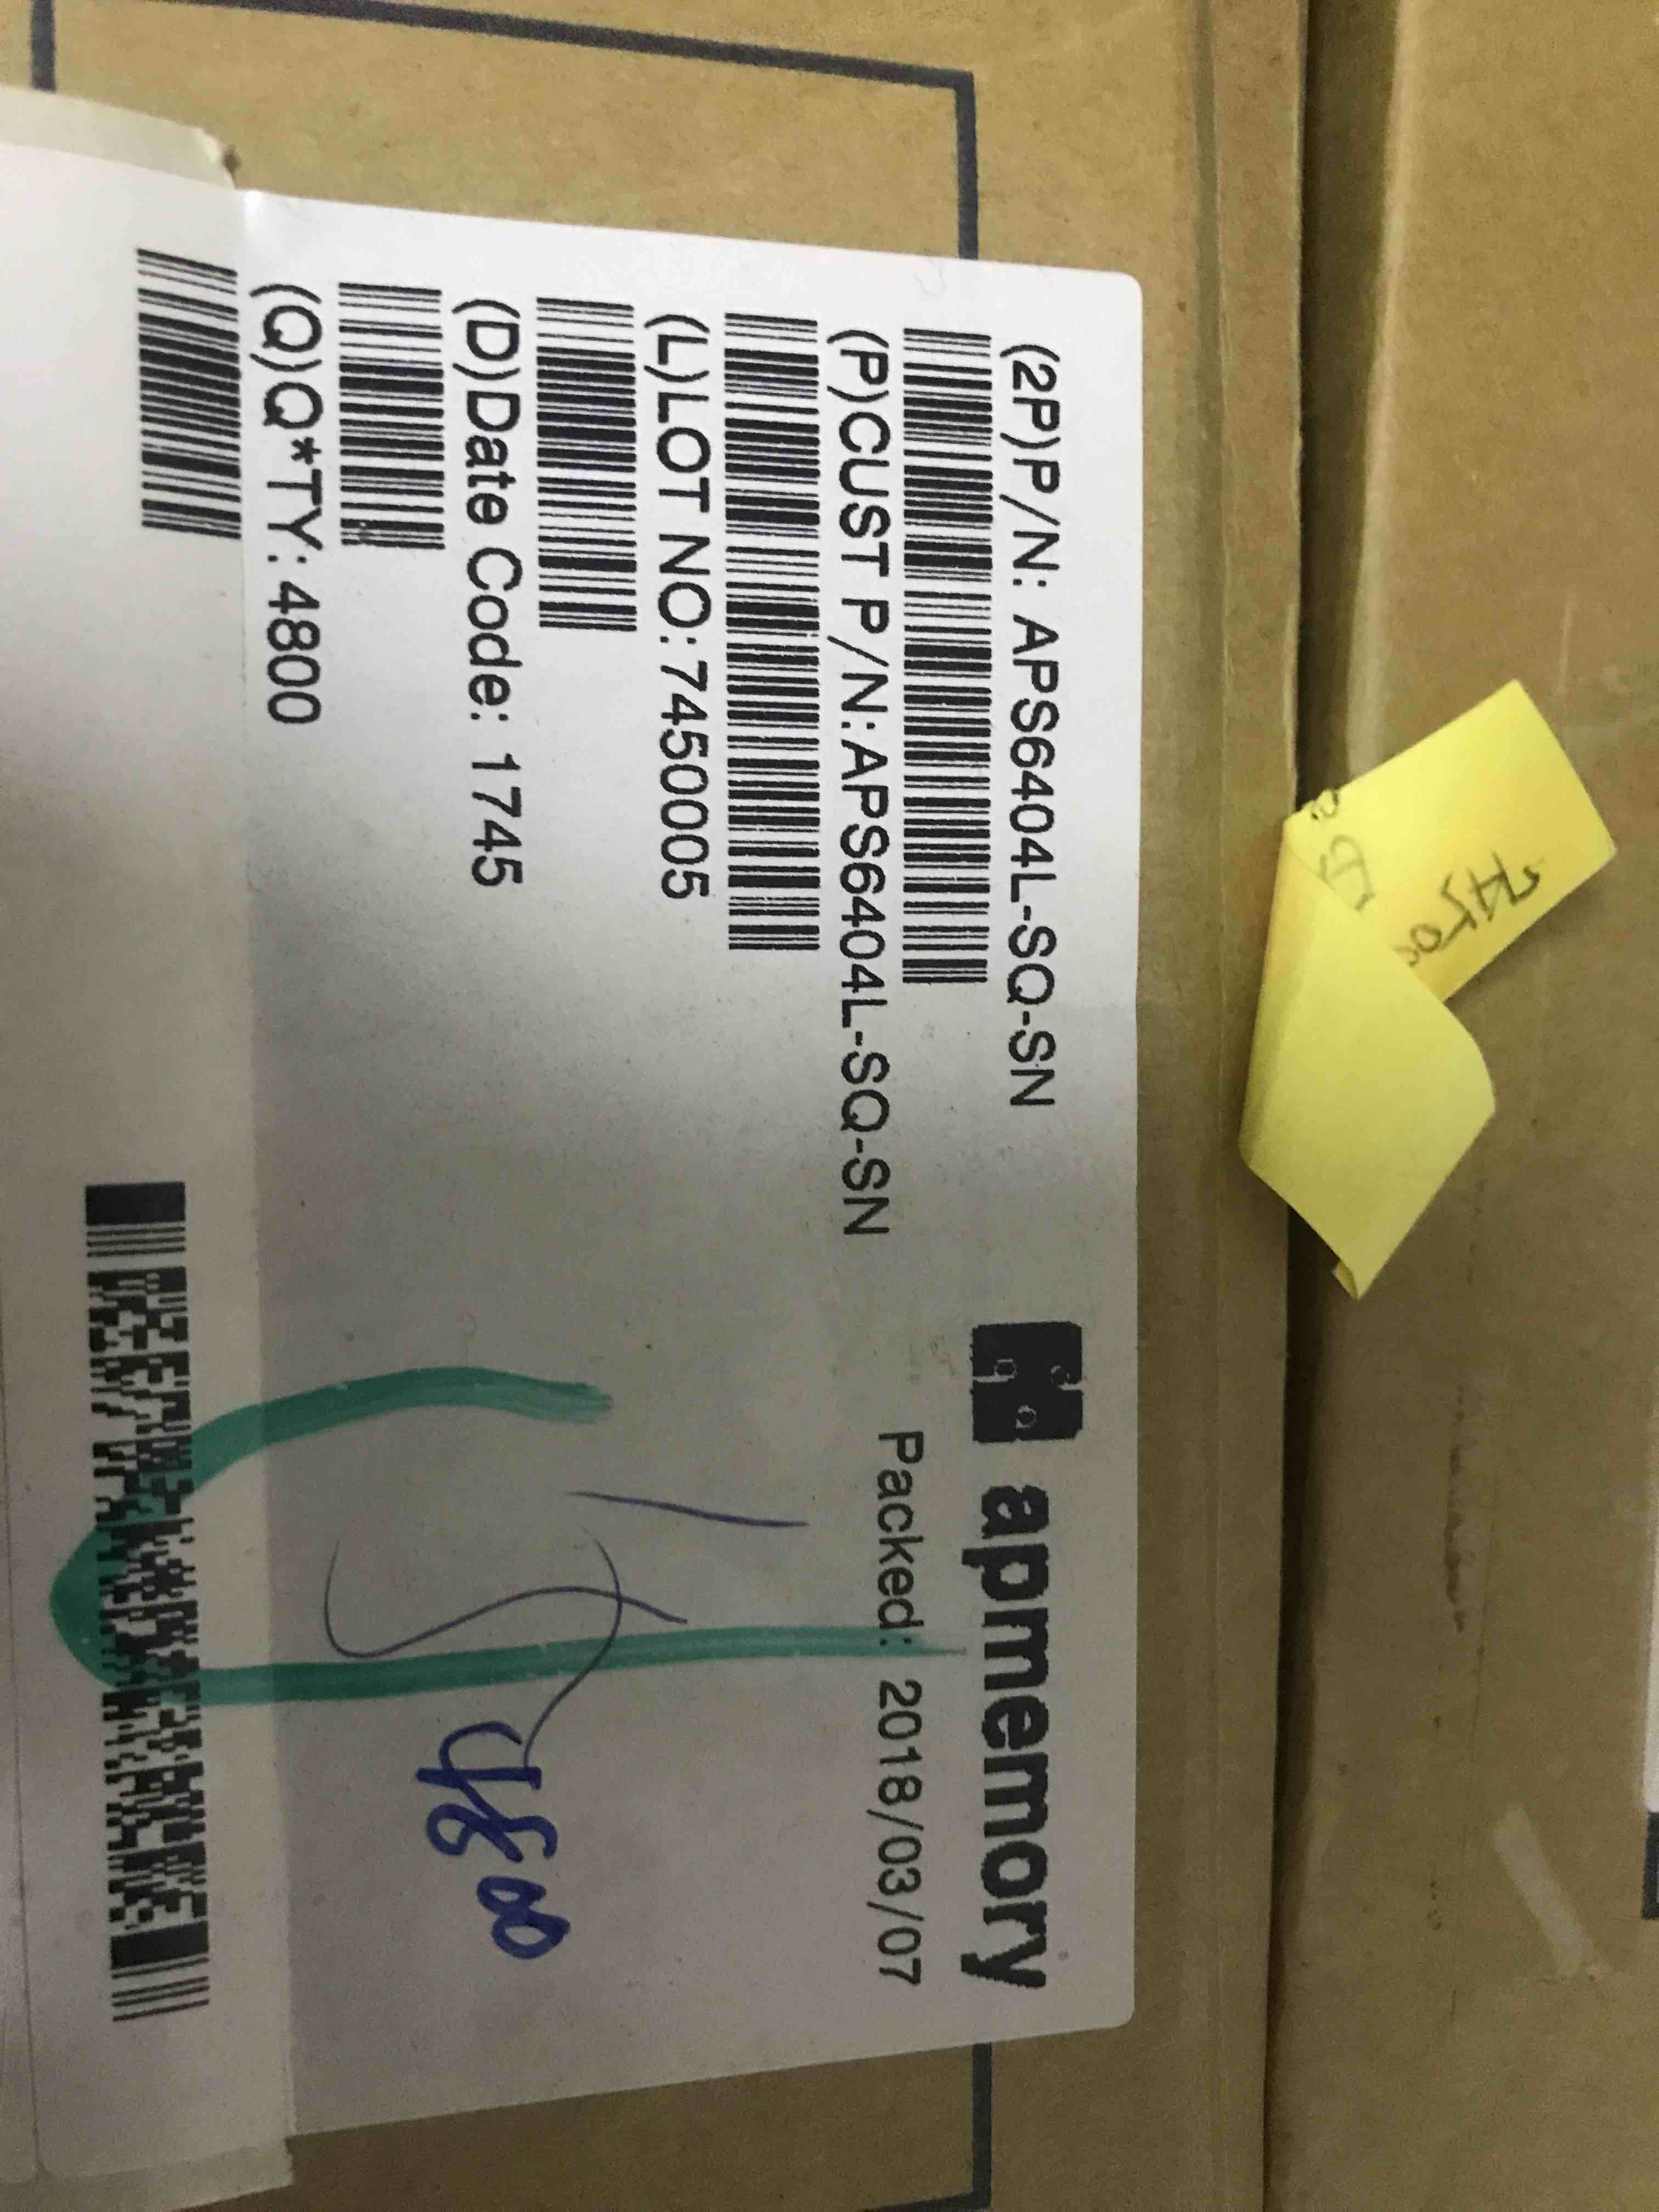 apmemory
(2P)P/N: APS6404L-SQ-SN
Packed: 2018/03/07
(P)CUST P/N:APS6404L-SQ-SN
(L)LOT NO:7450005
(D)Date Code: 1745
4800
(Q)Q*TY:4800